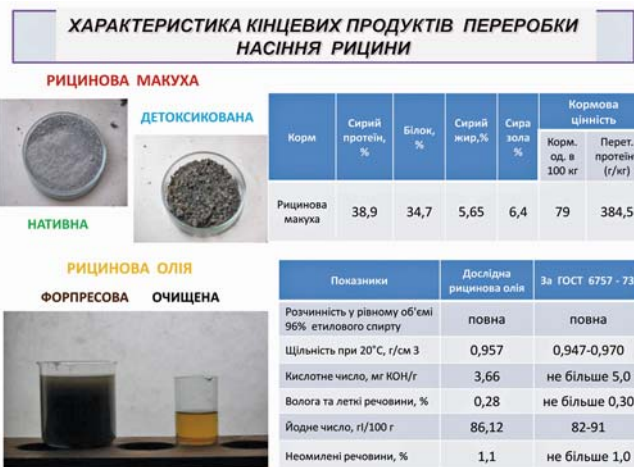 ХАРАКТЕРИСТИКА КІНЦЕВИХ ПРОДУКТІВ ПЕРЕРОБКИ
НАСІННЯ РИЦИНИ
РИЦИНОВА МАКУХА
ДЕТОКСИКОВАНА
НАТИВНА
Корм
Сирий протеїн, %
Білок, %
Сирий жир,%
Сира зола %
Кормова цінність
Корм. од. в 100 кг
Перет. протеїн (г/кг)
Рицинова макуха
38,9
34,7
5,65
6,4
79
384,5
РИЦИНОВА ОЛІЯ
ФОРПРЕСОВА
ОЧИЩЕНА
Показники
Дослідна рицинова олія
За ГОСТ 6757 - 73
Розчинність у рівному об'ємі
96% етилового спирту
повна
повна
Щільність при 20°С, г/см 3
0,957
0,947-0,970
Кислотне число, мг КОН/г
3,66
не більше 5,0
Волога та леткі речовини, %
0,28
не більше 0,30
Йодне число, гІ/100 г
86,12
82-91
Неомилені речовини, %
1,1
не більше 1,0